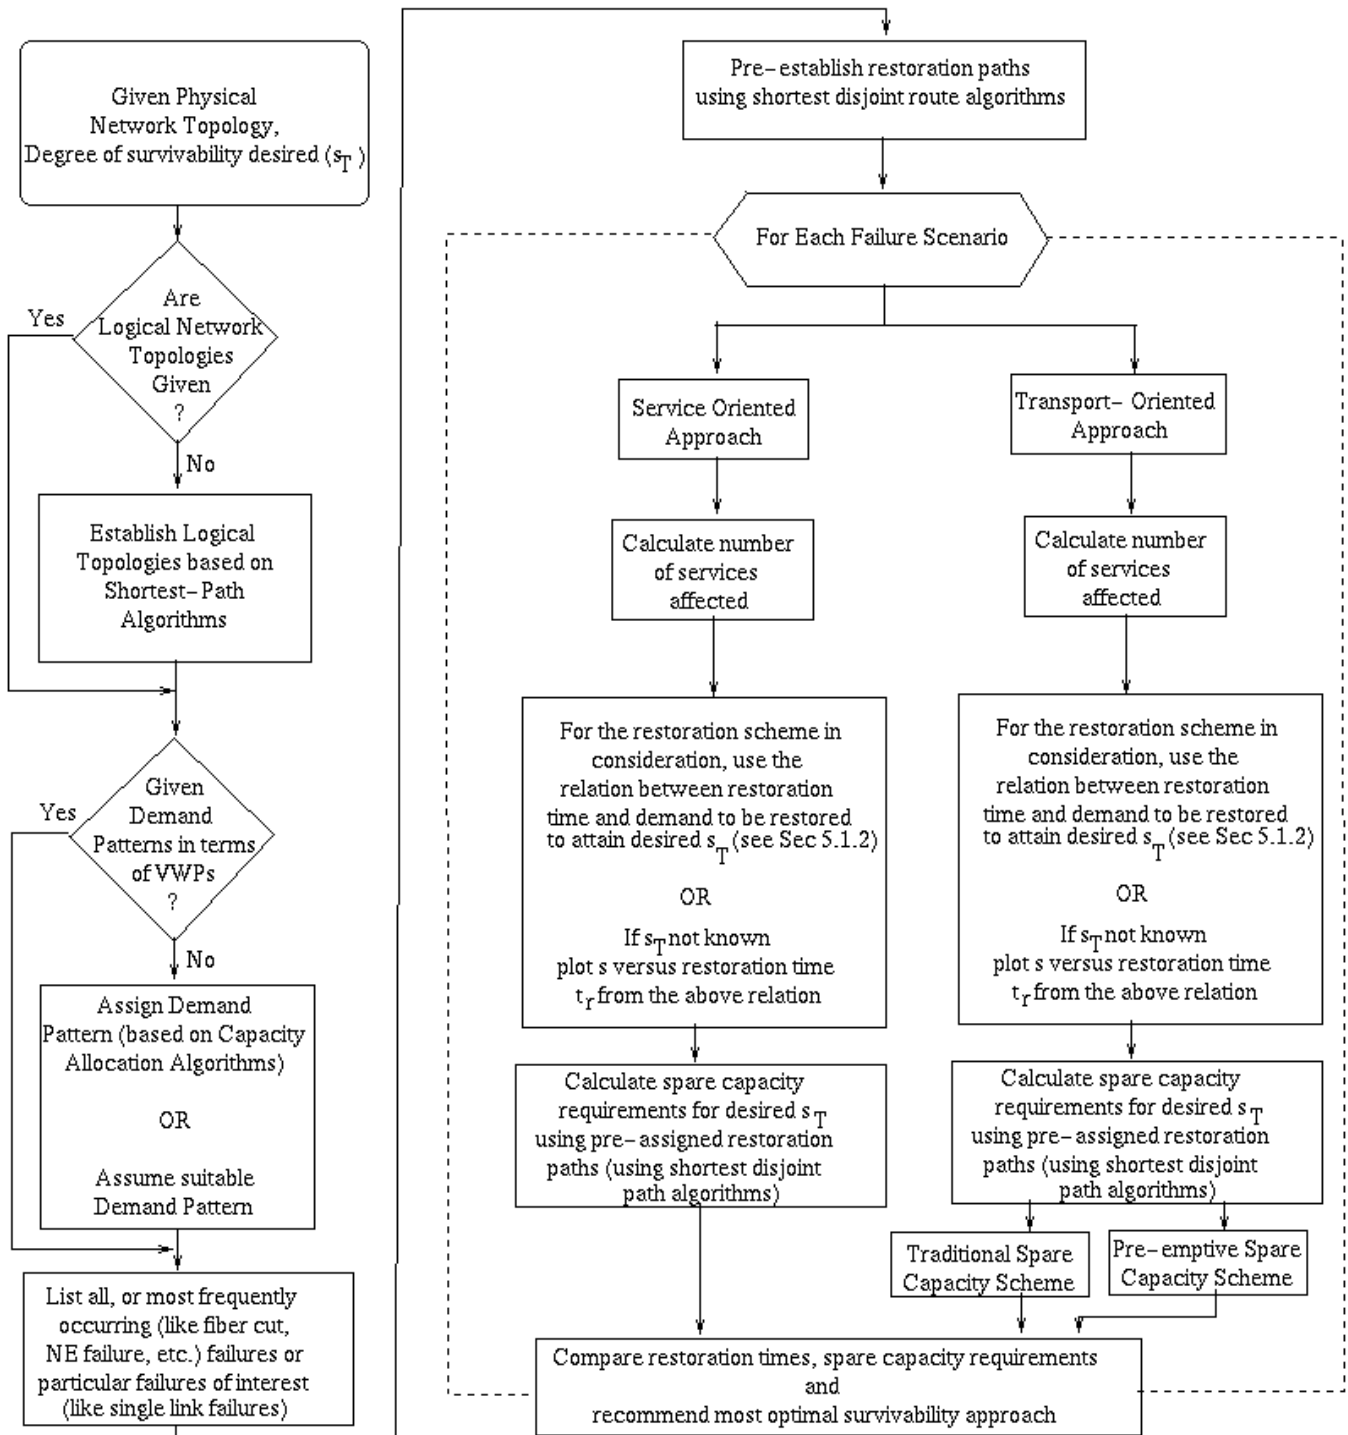 Given Physical
Network Topology,
Degree of survivability desired (sT )
Are
Logical Network
Topologies
Given
?
Yes
No
Establish Logical
Topologies based on
Shortest- Path
Algorithms
Given
Demand
Patterns in terms
of VWPs
?
Yes
No
Assign Demand
Pattern (based on Capacity
Allocation Algorithms)
OR
Assume suitable
Demand Pattern
List all, or most frequently
occurring (like fiber cut,
NE failure, etc.) failures or
particular failures of interest
(like single link failures)
Pre- establish restoration paths
using shortest disjoint route algorithms
For Each Failure Scenario
Service Oriented
Approach
Calculate number
of services
affected
For the restoration scheme in
consideration, use the
relation between restoration
time and demand to be restored
to attain desired sT (see Sec 5.1.2)
OR
If sT not known
plot s versus restoration time
tr from the above relation
Calculate spare capacity
requirements for desired sT
using pre- assigned restoration
paths (using shortest disjoint
path algorithms)
Transport- Oriented
Approach
Calculate number
of services
affected
For the restoration scheme in
consideration, use the
relation between restoration
time and demand to be restored
to attain desired sT (see Sec 5.1.2)
OR
If sT not known
plot s versus restoration time
tr from the above relation
Calculate spare capacity
requirements for desired sT
using pre- assigned restoration
paths (using shortest disjoint
path algorithms)
Traditional Spare
Capacity Scheme
Pre- emptive Spare
Capacity Scheme
Compare restoration times, spare capacity requirements
and
recommend most optimal survivability approach